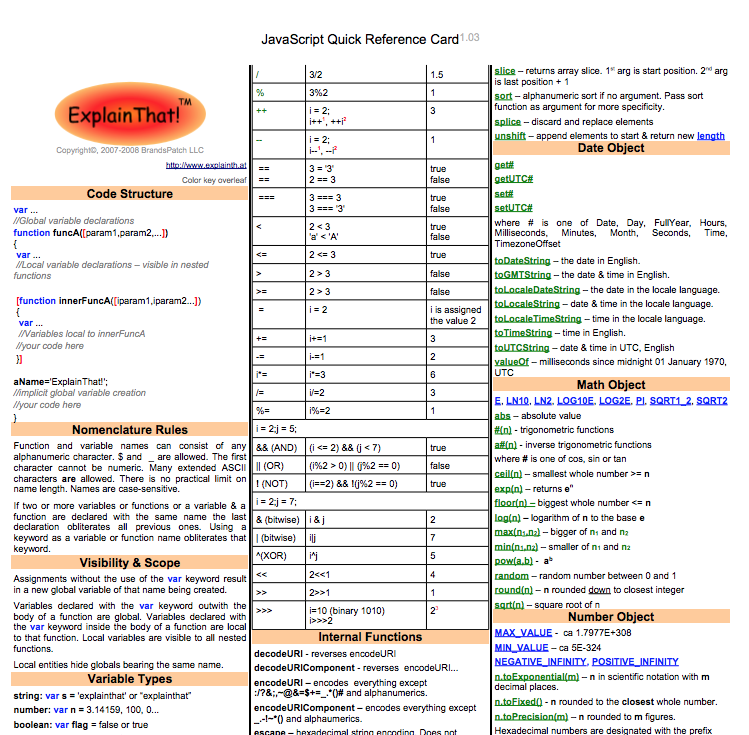 JavaScript Quick Reference Card1.03
ExplainThat!™
Copyright©, 2007-2008 BrandsPatch LLC
http://www.explainth.at
Color key overleaf
Code Structure
var ...
//Global variable declarations
function funcA([param1,param2,...])
{
var ...
//Local variable declarations – visible in nested
functions
[function innerFuncA([iparam1,iparam2...])
{
var ...
//Variables local to innerFuncA
//your code here
}]
aName='ExplainThat!';
//implicit global variable creation
//your code here
}
Nomenclature Rules
Function and variable names can consist of any
alphanumeric character. $ and _ are allowed. The first
character cannot be numeric. Many extended ASCII
characters are allowed. There is no practical limit on
name length. Names are case-sensitive.
If two or more variables or functions or a variable & a
function are declared with the same name the last
declaration obliterates all previous ones. Using a
keyword as a variable or function name obliterates that
keyword.
Visibility & Scope
Assignments without the use of the var keyword result
in a new global variable of that name being created.
Variables declared with the var keyword outwith the
body of a function are global. Variables declared with
the var keyword inside the body of a function are local
to that function. Local variables are visible to all nested
functions.
Local entities hide globals bearing the same name.
Variable Types
string: var s = 'explainthat' or "explainthat"
number: var n = 3.14159, 100, 0...
boolean: var flag = false or true
/ 3/2 1.5
% 3%2 1
++ i = 2; 3
i++¹, ++i²
-- i = 2; 1
i--¹, --i²
== 3 = '3' true
== 2 == 3 false
=== 3 === 3 true
3 === '3' false
< 2 < 3 true
'a' < 'A' false
<= 2 <= 3 true
> 2 > 3 false
>= 2 > 3 false
= i = 2 i is assigned
the value 2
+= i+=1 3
-= i-=1 2
i*= i*=3 6
/= i/=2 3
%= i%=2 1
i = 2;j = 5;
&& (AND) (i <= 2) && (j < 7) true
|| (OR) (i%2 > 0) || (j%2 == 0) false
! (NOT) (i==2) && !(j%2 == 0) true
i = 2;j = 7;
& (bitwise) i & j 2
| (bitwise) i|j 7
^(XOR) i^j 5
<< 2<<1 4
>> 2>>1 1
>>> i=10 (binary 1010) 2³
i>>>2
Internal Functions
decodeURI - reverses encodeURI
decodeURIComponent - reverses encodeURI...
encodeURI – encodes everything except
:/?&;,~@&=$+=_.*()# and alphanumerics.
encodeURIComponent – encodes everything except
_.-!~*() and alphaumerics.
escape – hexadecimal string encoding. Does not
slice – returns array slice. 1st arg is start position. 2nd arg
is last position + 1
sort – alphanumeric sort if no argument. Pass sort
function as argument for more specificity.
splice – discard and replace elements
unshift – append elements to start & return new length
Date Object
get#
getUTC#
set#
setUTC#
where # is one of Date, Day, FullYear, Hours,
Milliseconds, Minutes, Month, Seconds, Time,
TimezoneOffset
toDateString – the date in English.
toGMTString – the date & time in English.
toLocaleDateString – the date in the locale language.
toLocaleString – date & time in the locale language.
toLocaleTimeString – time in the locale language.
toTimeString – time in English.
toUTCString – date & time in UTC, English
valueOf – milliseconds since midnight 01 January 1970,
UTC
Math Object
E, LN10, LN2, LOG10E, LOG2E, PI, SQRT1_2, SQRT2
abs – absolute value
#(n) - trigonometric functions
a#(n) - inverse trigonometric functions
where # is one of cos, sin or tan
ceil(n) – smallest whole number >= n
exp(n) – returns eⁿ
floor(n) – biggest whole number <= n
log(n) – logarithm of n to the base e
max(n1,n2) – bigger of n1 and n2
min(n1,n2) – smaller of n1 and n2
pow(a,b) - aᵇ
random – random number between 0 and 1
round(n) – n rounded down to closest integer
sqrt(n) – square root of n
Number Object
MAX_VALUE - ca 1.7977E+308
MIN_VALUE – ca 5E-324
NEGATIVE_INFINITY, POSITIVE_INFINITY
n.toExponential(m) – n in scientific notation with m
decimal places.
n.toFixed() - n rounded to the closest whole number.
n.toPrecision(m) – n rounded to m figures.
Hexadecimal numbers are designated with the prefix